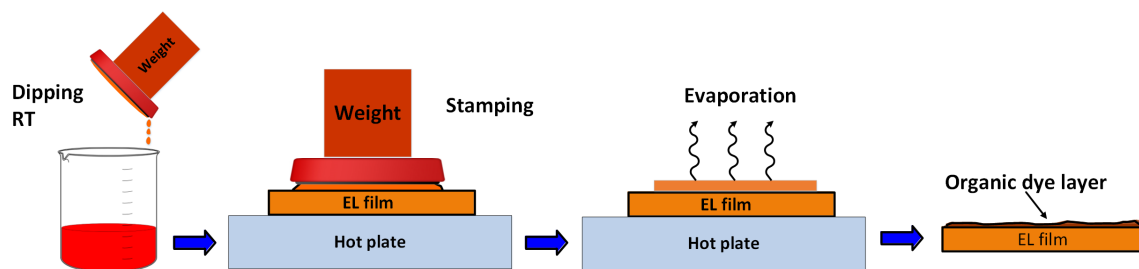 Dipping
RT
Weight
Weight
Stamping
EL film
Hot plate
Evaporation
EL film
Hot plate
Organic dye layer
EL film